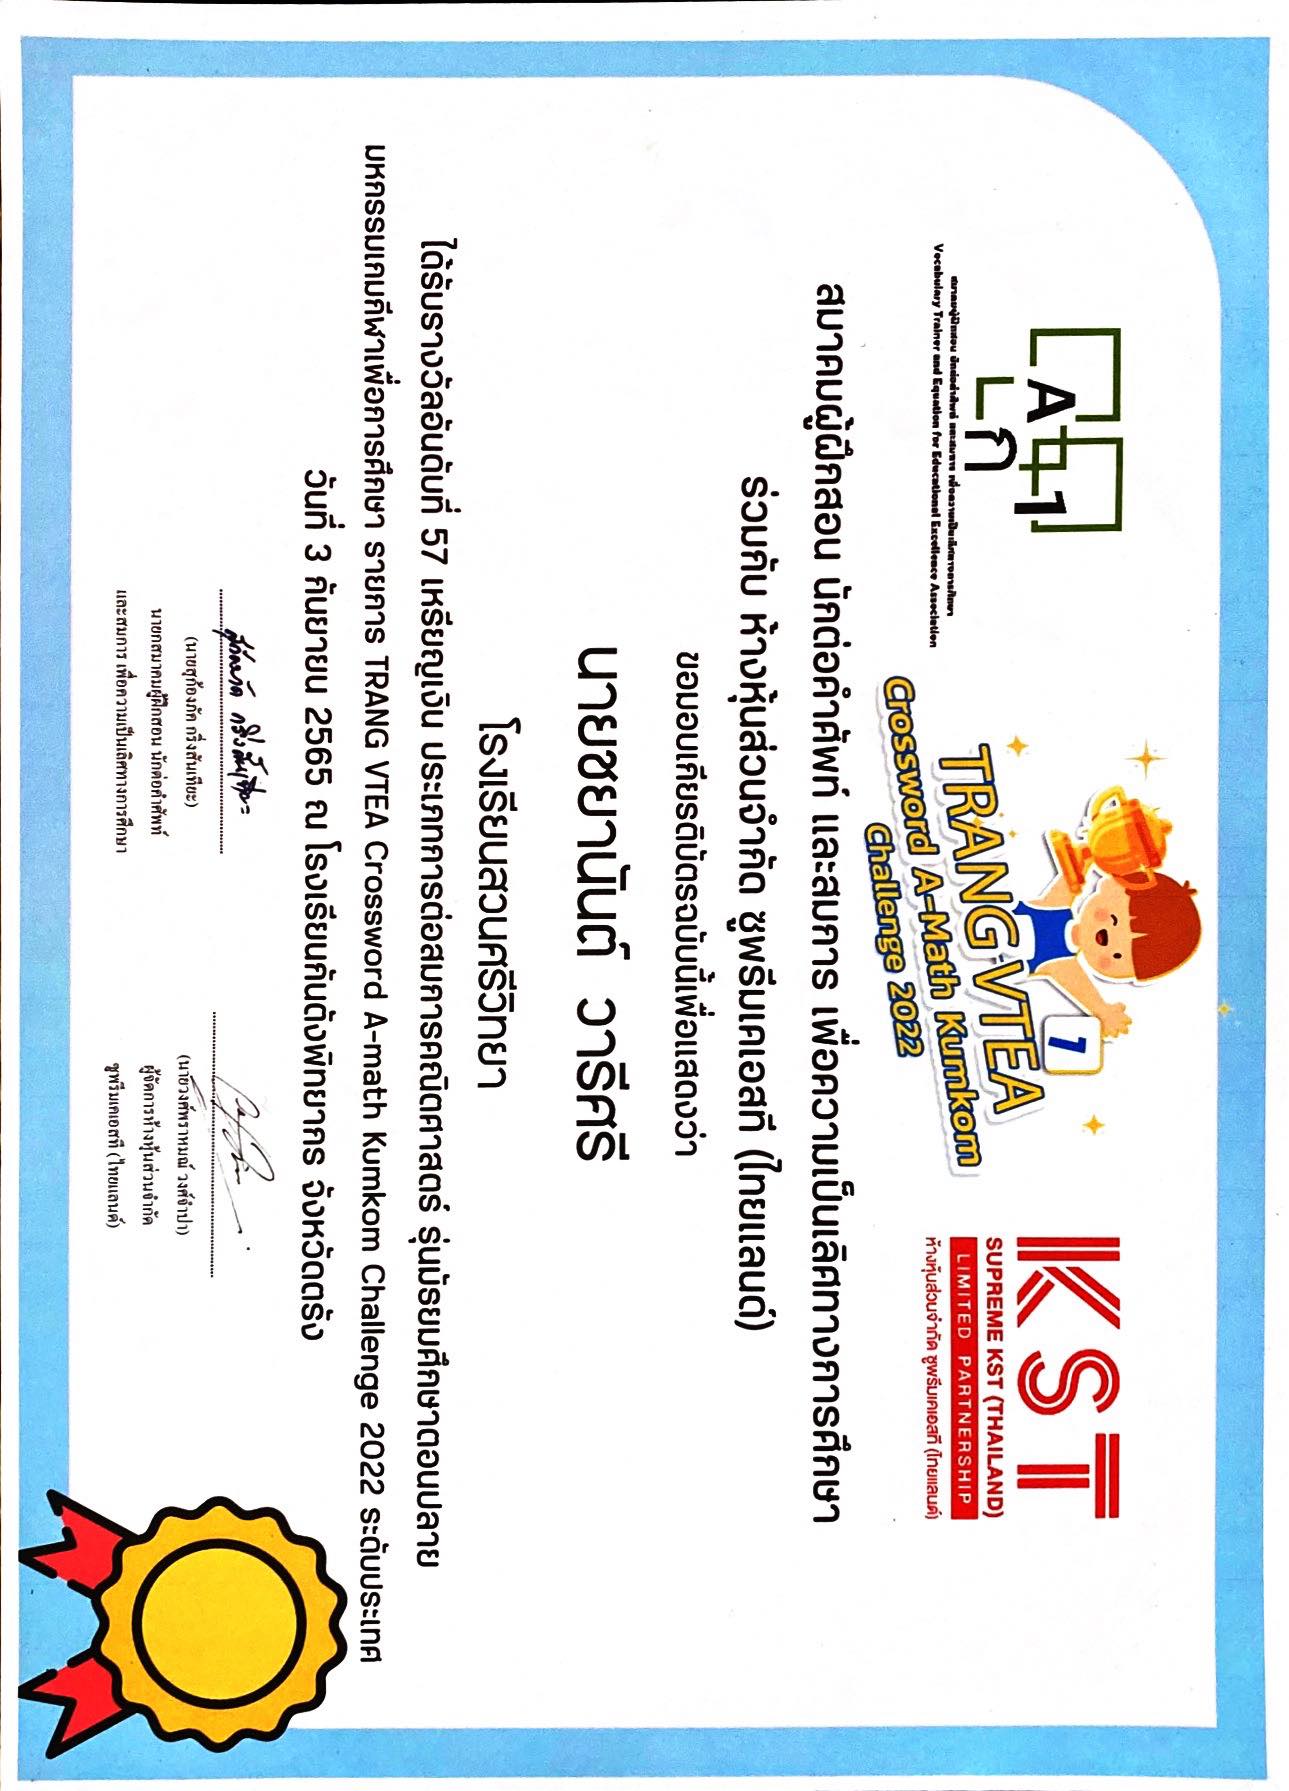 A
1
ก
สมาคมผู้ฝึกสอน นักต่อคำศัพท์ และสมการ เพื่อความเป็นเลิศทางการศึกษา
Vocabulary Trainer and Equation for Educational Excellence Association
1
TRANG VTEA
Crossword A-Math Kumkom
Challenge 2022
KST
SUPREME KST (THAILAND)
LIMITED PARTNERSHIP
ห้างหุ้นส่วนจำกัด ซูพรีมเคเอสที (ไทยแลนด์)
สมาคมผู้ฝึกสอน นักต่อคำศัพท์ และสมการ เพื่อความเป็นเลิศทางการศึกษา
ร่วมกับ ห้างหุ้นส่วนจำกัด ซูพรีมเคเอสที (ไทยแลนด์)
ขอมอบเกียรติบัตรฉบับนี้เพื่อแสดงว่า
นายชยานันต์ วารีศรี
โรงเรียนสวนศรีวิทยา
ได้รับรางวัลอันดับที่ 57 เหรียญเงิน ประเภทการต่อสมการคณิตศาสตร์ รุ่นมัธยมศึกษาตอนปลาย
มหกรรมเกมกีฬาเพื่อการศึกษา รายการ TRANG VTEA Crossword A-math Kumkom Challenge 2022 ระดับประเทศ
วันที่ 3 กันยายน 2565 ณ โรงเรียนกันตังพิทยากร จังหวัดตรัง
(นายสุก้องภัค กริ่งสันเทียะ)
นายกสมาคมผู้ฝึกสอน นักต่อคำศัพท์
และสมการ เพื่อความเป็นเลิศทางการศึกษา
(นายวงศ์พราหมณ์ วงศ์จำปา)
ผู้จัดการห้างหุ้นส่วนจำกัด
ซูพรีมเคเอสที (ไทยแลนด์)